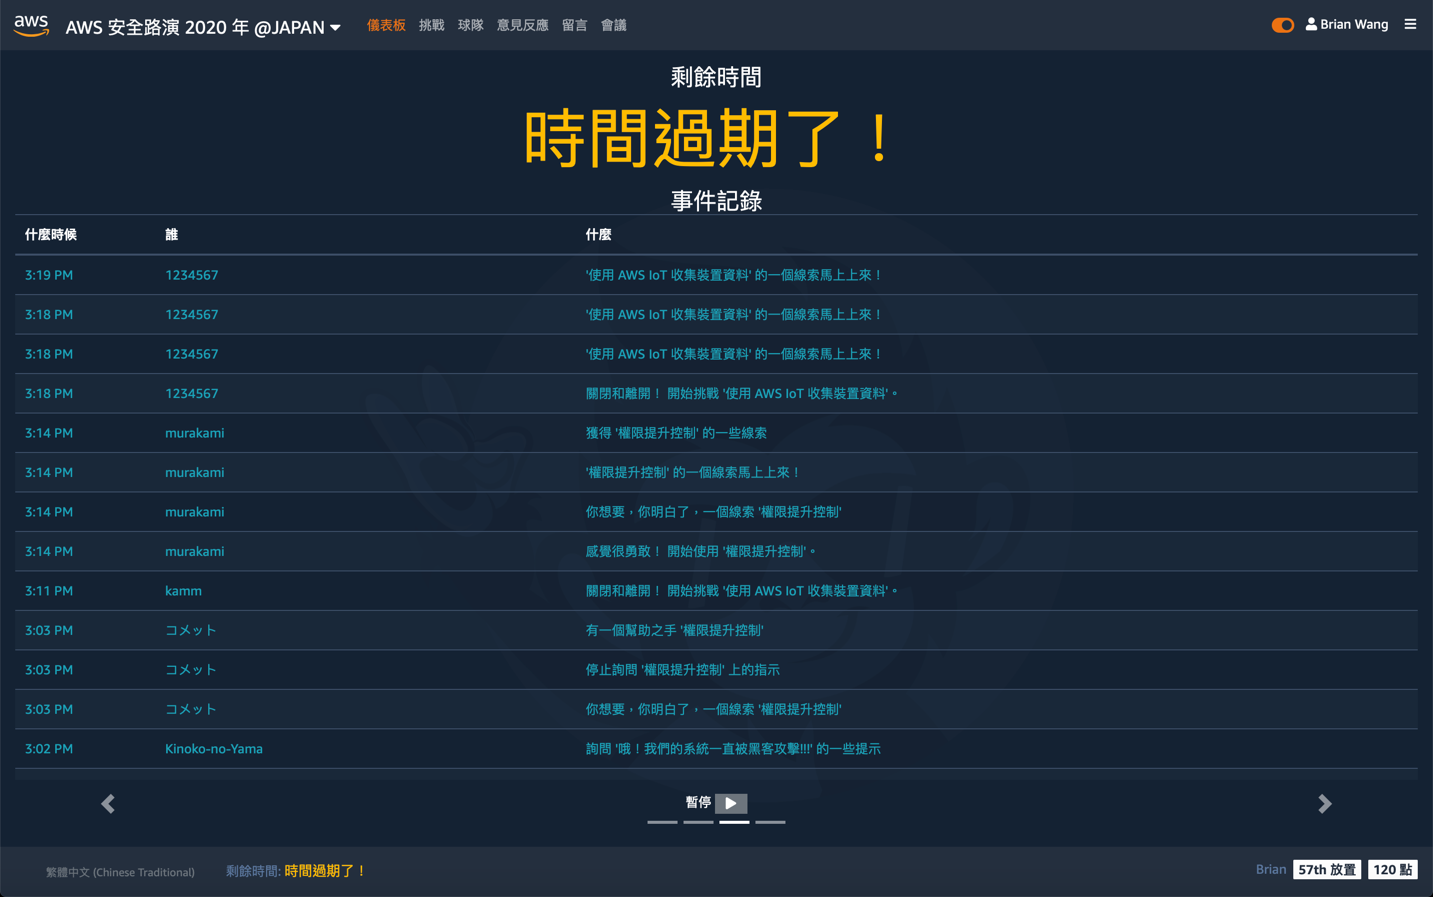 aws
AWS 安全路演 2020 年 @JAPAN
儀表板 挑戰 球隊 意見反應 留言 會議
Brian Wang
剩餘時間
時間過期了！
事件記錄
什麼時候 誰 什麼
3:19 PM 1234567 '使用 AWS IoT 收集裝置資料' 的一個線索馬上上來！
3:18 PM 1234567 '使用 AWS IoT 收集裝置資料' 的一個線索馬上上來！
3:18 PM 1234567 '使用 AWS IoT 收集裝置資料' 的一個線索馬上上來！
3:18 PM 1234567 關閉和離開！ 開始挑戰 '使用 AWS IoT 收集裝置資料'。
3:14 PM murakami 獲得 '權限提升控制' 的一些線索
3:14 PM murakami '權限提升控制' 的一個線索馬上上來！
3:14 PM murakami 你想要，你明白了，一個線索 '權限提升控制'
3:14 PM murakami 感覺很勇敢！ 開始使用 '權限提升控制'。
3:11 PM kamm 關閉和離開！ 開始挑戰 '使用 AWS IoT 收集裝置資料'。
3:03 PM コメット 有一個幫助之手 '權限提升控制'
3:03 PM コメット 停止詢問 '權限提升控制' 上的指示
3:03 PM コメット 你想要，你明白了，一個線索 '權限提升控制'
3:02 PM Kinoko-no-Yama 詢問 '哦！我們的系統一直被黑客攻擊!!!' 的一些提示
暫停
繁體中文 (Chinese Traditional)
剩餘時間: 時間過期了！
Brian 57th 放置 120 點